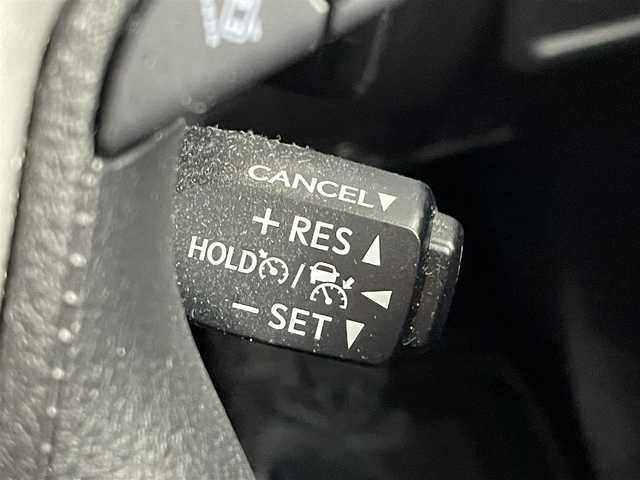 CANCEL▼
+ RES ▲
HOLD / ◀
− SET ▼